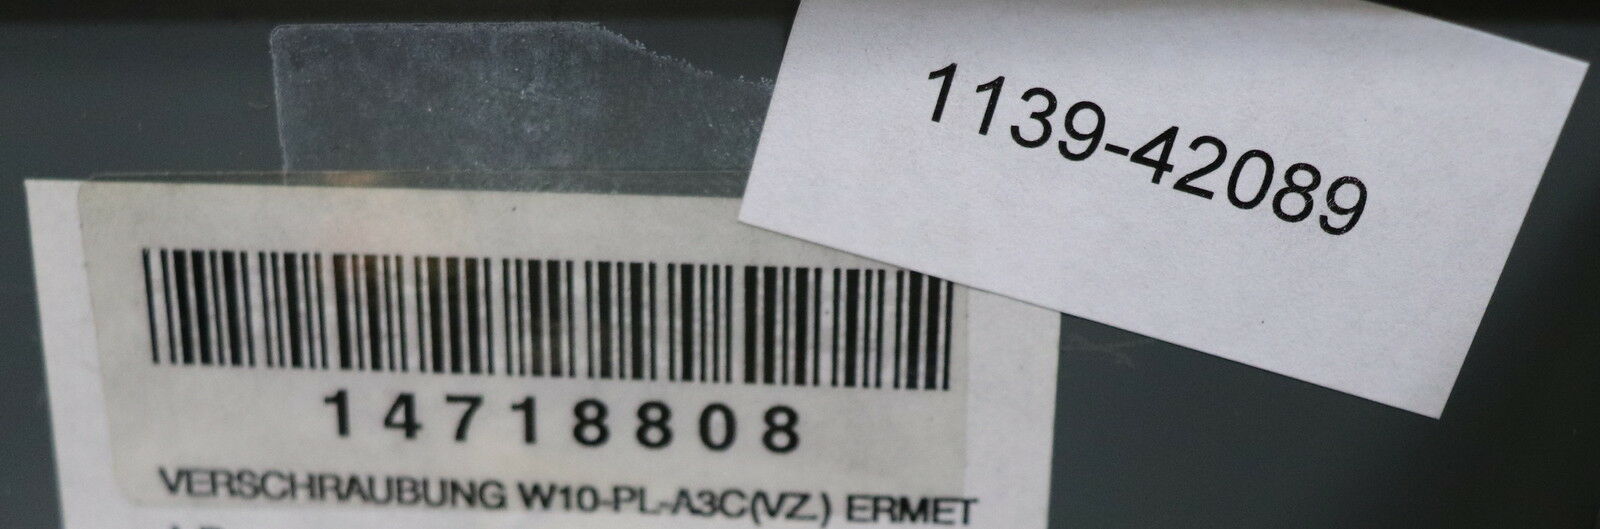 1139-42089
14718808
VERSCHRAUBUNG W10-PL-A3C(VZ.) ERMET